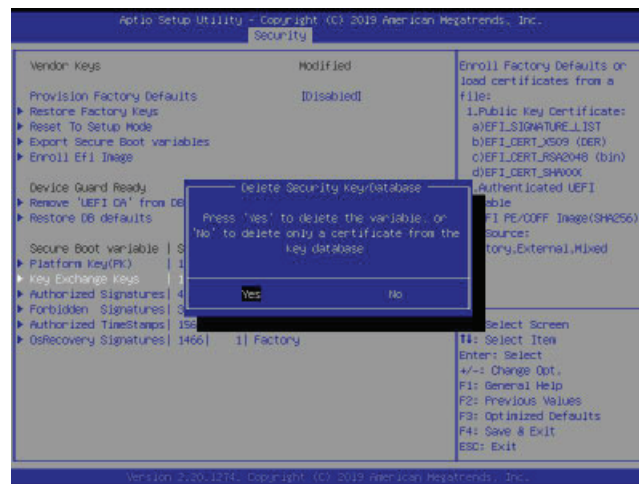 Aptio Setup Utility - Copyright (C) 2019 American Megatrends, Inc.
Security
Vendor Keys Modified
Provision Factory Defaults [Disabled]
Restore Factory Keys
Reset To Setup Mode
Export Secure Boot variables
Enroll Efi Image
Device Guard Ready
Remove 'UEFI CA' from DB
Restore DB defaults
Secure Boot variable | S
Platform Key(PK) | 1
Key Exchange Keys | 1
Authorized Signatures| 4
Forbidden Signatures| 3
Authorized TimeStamps| 156
OsRecovery Signatures| 1466| 1| Factory
Delete Security Key/Database
Press 'Yes' to delete the variable, or
'No' to delete only a certificate from the
key database
Yes No
Enroll Factory Defaults or
load certificates from a
file:
1.Public Key Certificate:
a)EFI_SIGNATURE_LIST
b)EFI_CERT_X509 (DER)
c)EFI_CERT_RSA2048 (bin)
d)EFI_CERT_SHAXXX
.Authenticated UEFI
able
FI PE/COFF Image(SHA256)
Source:
tory,External,Mixed
Select Screen
↑↓: Select Item
Enter: Select
+/-: Change Opt.
F1: General Help
F2: Previous Values
F3: Optimized Defaults
F4: Save & Exit
ESC: Exit
Version 2.20.1274. Copyright (C) 2019 American Megatrends, Inc.